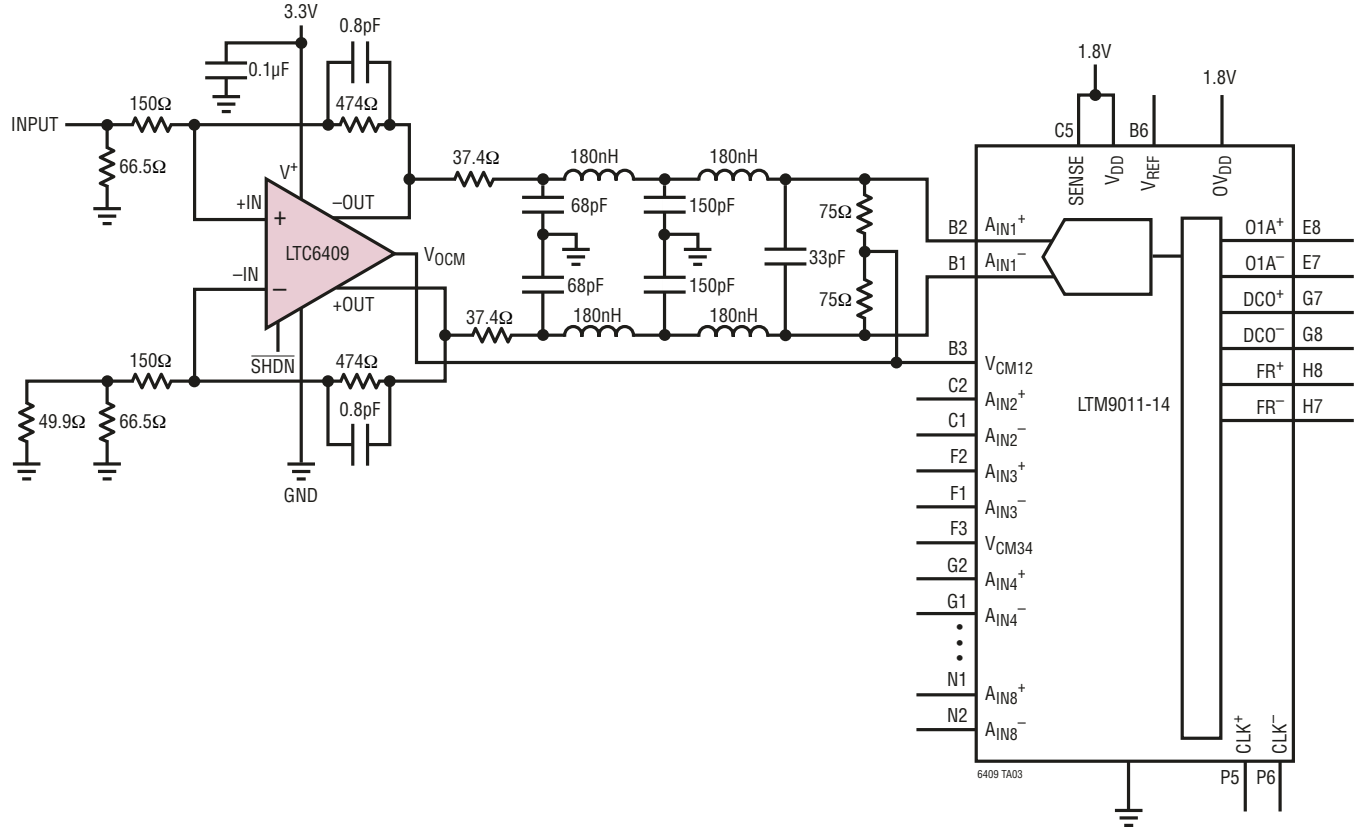 3.3V
0.8pF
0.1µF
1.8V
1.8V
INPUT
150Ω
474Ω
C5
B6
66.5Ω
V+
37.4Ω
180nH
180nH
SENSE
VDD
VREF
OVDD
+IN
+
–OUT
68pF
150pF
75Ω
B2
AIN1+
O1A+
E8
LTC6409
VOCM
33pF
B1
AIN1–
O1A–
E7
–IN
–
+OUT
68pF
150pF
75Ω
DCO+
G7
37.4Ω
180nH
180nH
DCO–
G8
150Ω
SHDN
474Ω
B3
VCM12
FR+
H8
49.9Ω
66.5Ω
0.8pF
C2
AIN2+
LTM9011-14
FR–
H7
C1
AIN2–
F2
AIN3+
GND
F1
AIN3–
F3
VCM34
G2
AIN4+
G1
AIN4–
N1
AIN8+
N2
AIN8–
CLK+
CLK–
6409 TA03
P5
P6